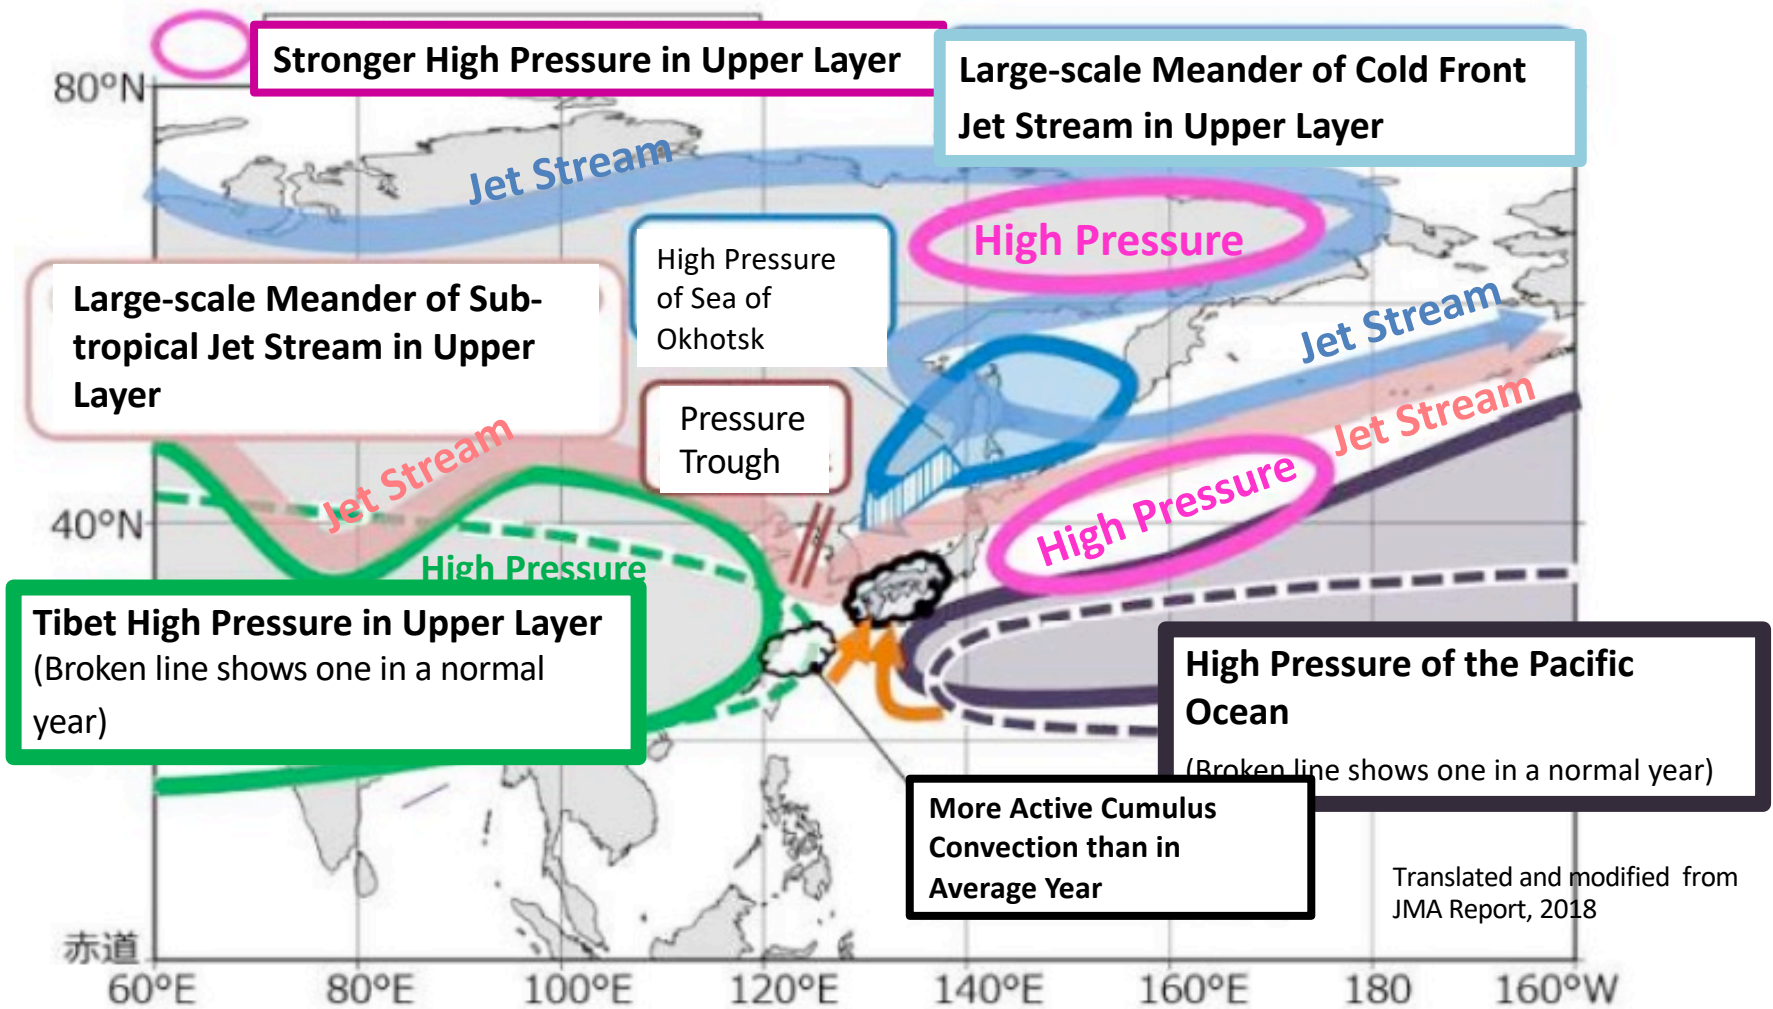 Stronger High Pressure in Upper Layer
Large-scale Meander of Cold Front
Jet Stream in Upper Layer
80°N
Jet Stream
High Pressure
High Pressure
of Sea of
Okhotsk
Large-scale Meander of Sub-
tropical Jet Stream in Upper
Layer
Jet Stream
Pressure
Trough
Jet Stream
Jet Stream
High Pressure
40°N
High Pressure
Tibet High Pressure in Upper Layer
(Broken line shows one in a normal
year)
High Pressure of the Pacific
Ocean
(Broken line shows one in a normal year)
More Active Cumulus
Convection than in
Average Year
Translated and modified from
JMA Report, 2018
赤道
60°E 80°E 100°E 120°E 140°E 160°E 180 160°W